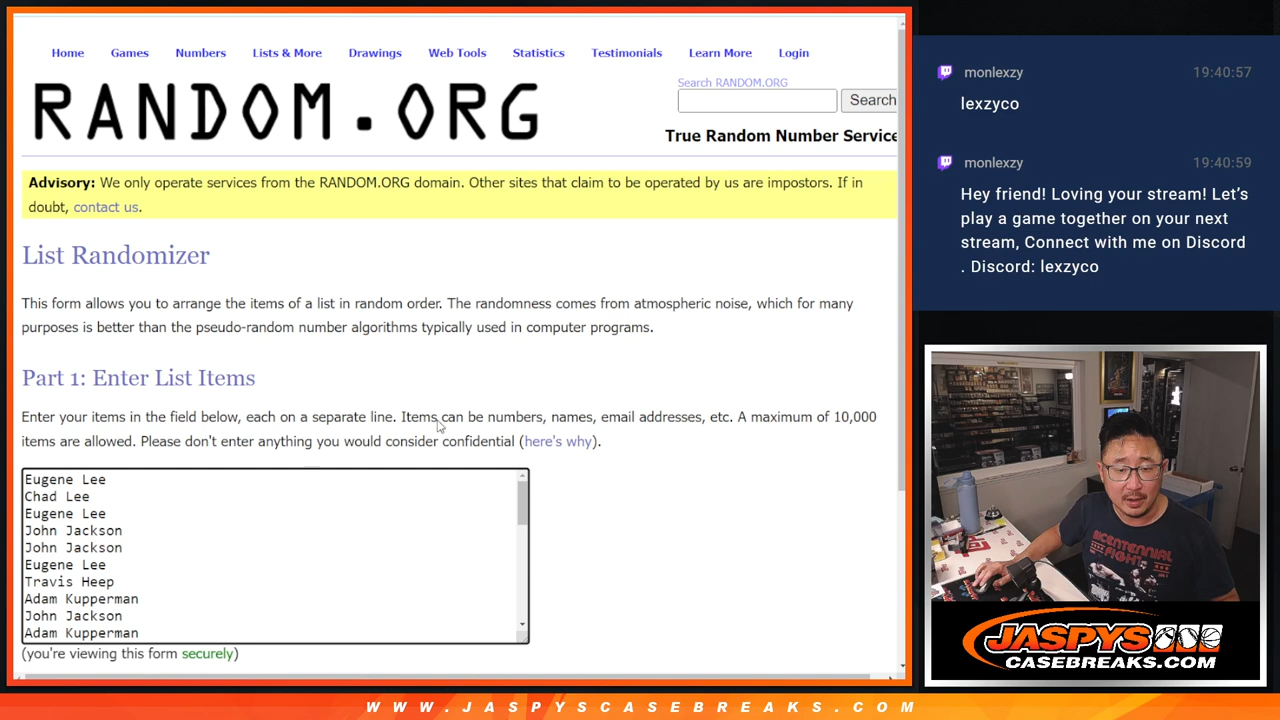 Home Games Numbers Lists & More Drawings Web Tools Statistics Testimonials Learn More Login
Search RANDOM.ORG
Search
RANDOM.ORG
True Random Number Service
Advisory: We only operate services from the RANDOM.ORG domain. Other sites that claim to be operated by us are impostors. If in
doubt, contact us.
List Randomizer
This form allows you to arrange the items of a list in random order. The randomness comes from atmospheric noise, which for many
purposes is better than the pseudo-random number algorithms typically used in computer programs.
Part 1: Enter List Items
Enter your items in the field below, each on a separate line. Items can be numbers, names, email addresses, etc. A maximum of 10,000
items are allowed. Please don't enter anything you would consider confidential (here's why).
Eugene Lee
Chad Lee
Eugene Lee
John Jackson
John Jackson
Eugene Lee
Travis Heep
Adam Kupperman
John Jackson
Adam Kupperman
(you're viewing this form securely)
monlexzy 19:40:57
lexzyco
monlexzy 19:40:59
Hey friend! Loving your stream! Let’s
play a game together on your next
stream, Connect with me on Discord
. Discord: lexzyco
BICENTENNIAL
FIGHT
JASPYS
CASEBREAKS.COM
WWW.JASPYSCASEBREAKS.COM